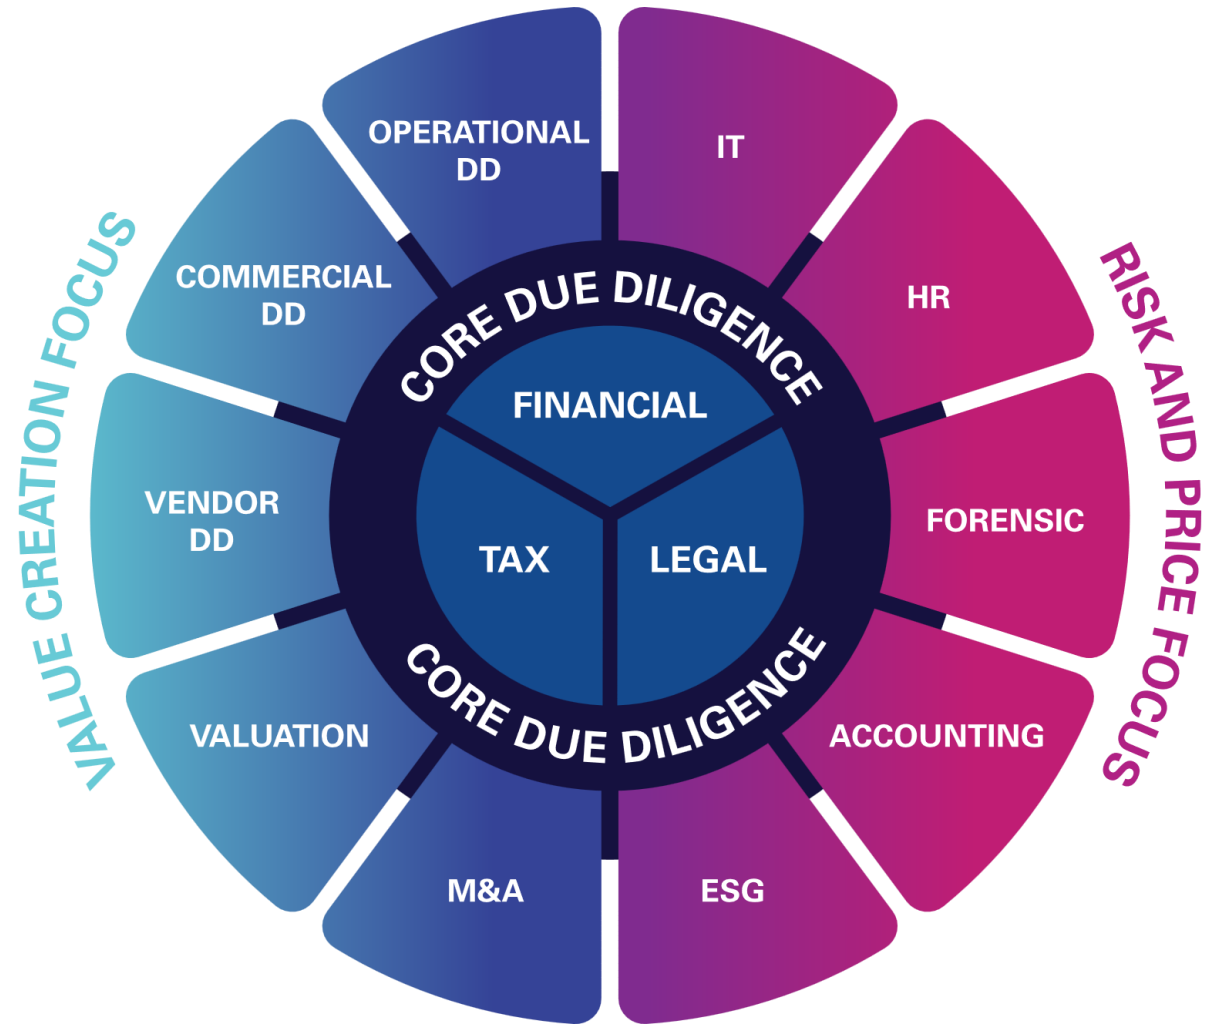 OPERATIONAL
DD
IT
COMMERCIAL
DD
HR
VALUE CREATION FOCUS
RISK AND PRICE FOCUS
CORE DUE DILIGENCE
FINANCIAL
VENDOR
DD
FORENSIC
TAX
LEGAL
CORE DUE DILIGENCE
VALUATION
ACCOUNTING
M&A
ESG